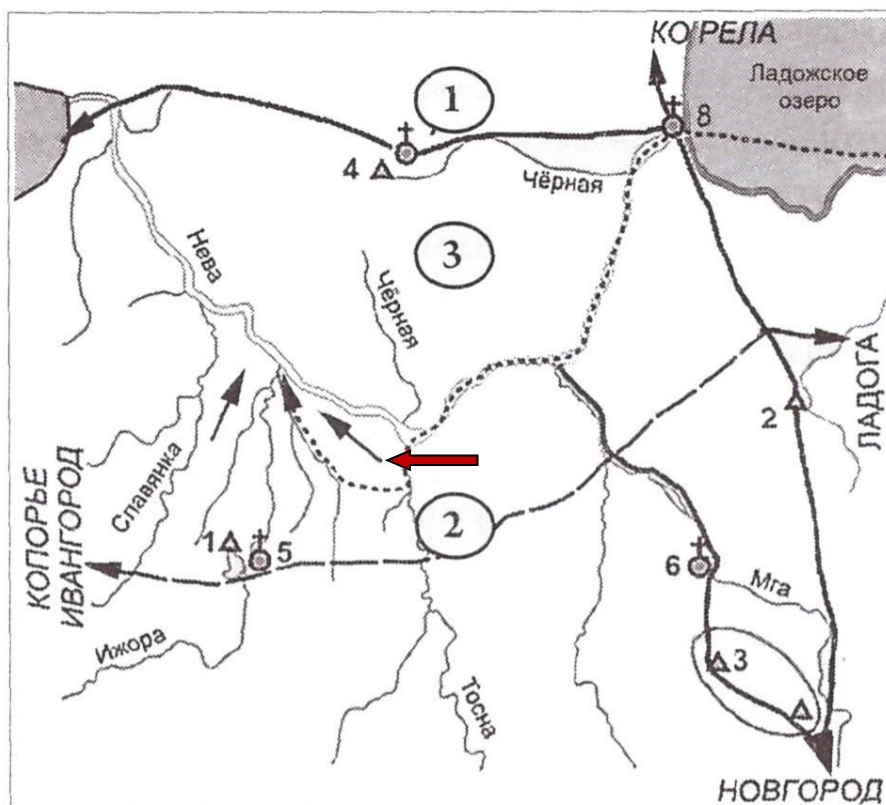 КОРЕЛА
Ладожское
озеро
1
8
4
Чёрная
Нева
3
Чёрная
ЛАДОГА
2
Славянка
2
КОПОРЬЕ
ИВАНГОРОД
1
5
6
Мга
Ижора
3
Тосна
НОВГОРОД